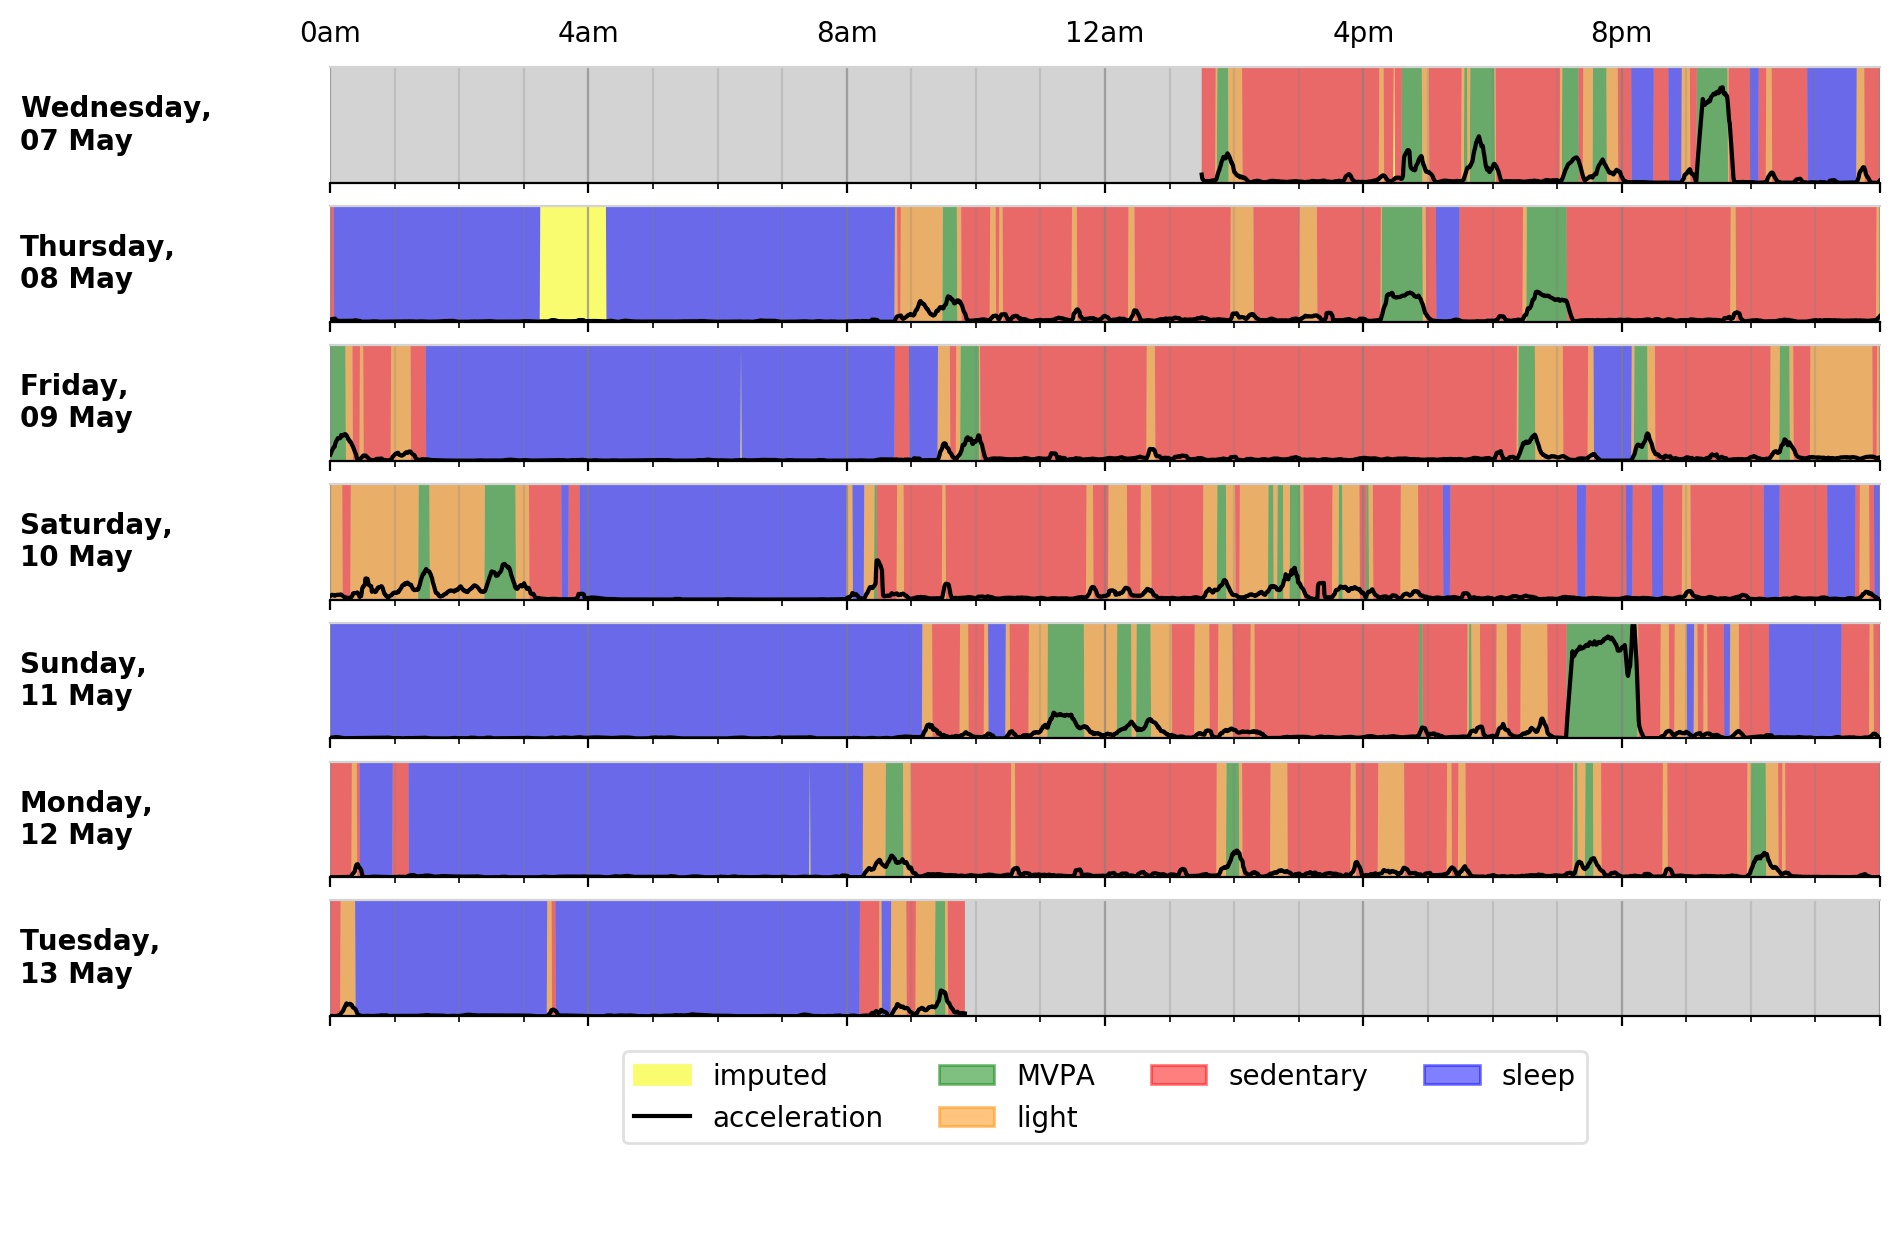 0am 4am 8am 12am 4pm 8pm
Wednesday,
07 May
Thursday,
08 May
Friday,
09 May
Saturday,
10 May
Sunday,
11 May
Monday,
12 May
Tuesday,
13 May
imputed MVPA sedentary sleep
acceleration light